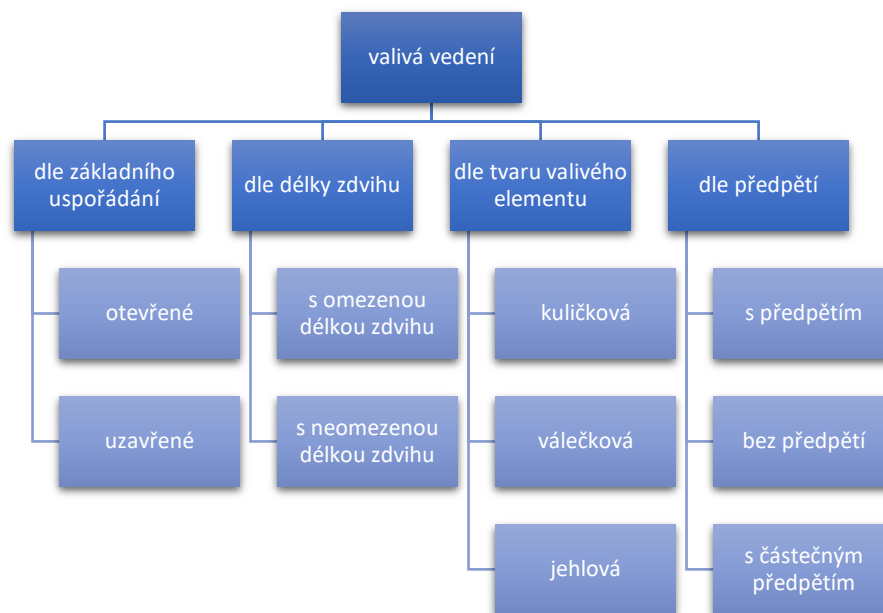 valivá vedení
dle základního
uspořádání
otevřené
uzavřené
dle délky zdvihu
s omezenou
délkou zdvihu
s neomezenou
délkou zdvihu
dle tvaru valivého
elementu
kuličková
válečková
jehlová
dle předpětí
s předpětím
bez předpětí
s částečným
předpětím